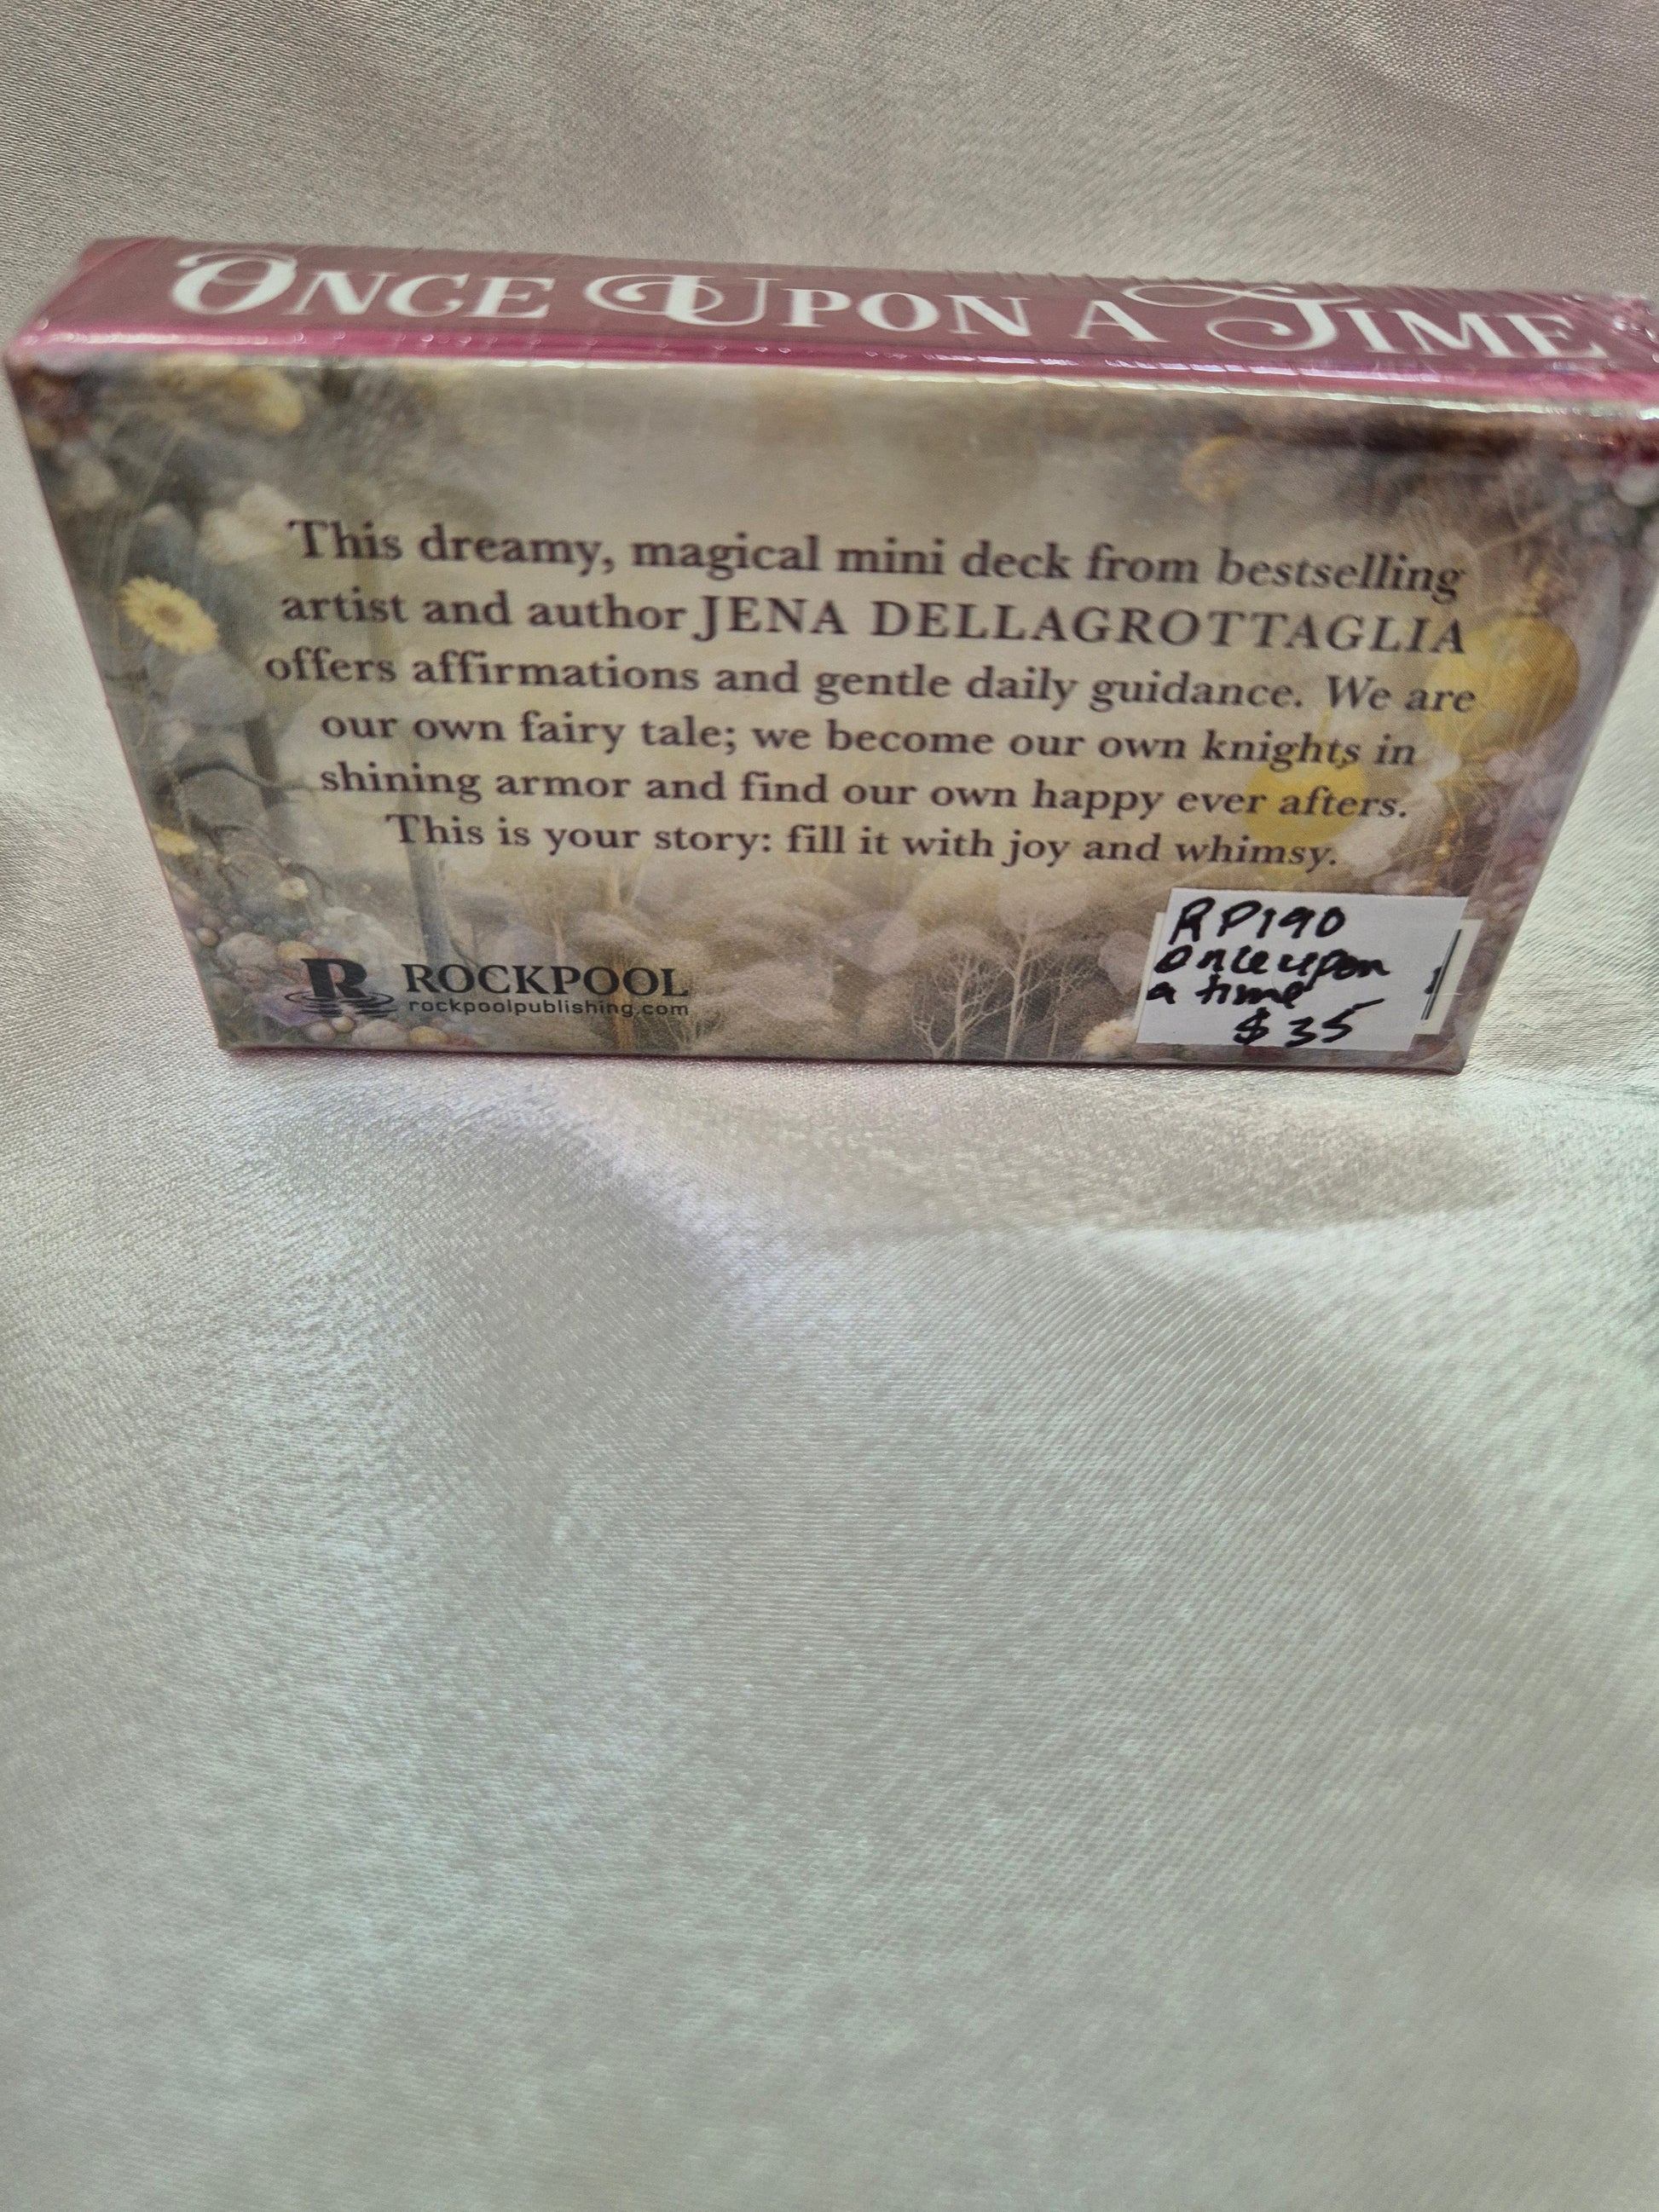 ONCE UPON A TIME
This dreamy, magical mini deck from bestselling
artist and author JENA DELLAGROTTAGLIA
offers affirmations and gentle daily guidance. We are
our own fairy tale; we become our own knights in
shining armor and find our own happy ever afters.
This is your story: fill it with joy and whimsy.
R ROCKPOOL
rockpoolpublishing.com
RP190
Once upon
a time
$35